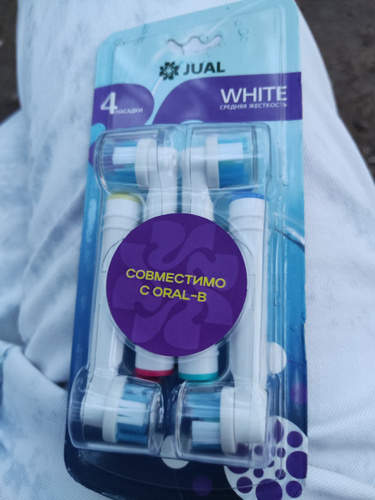 JUAL
4 НАСАДКИ
WHITE
СРЕДНЯЯ ЖЕСТКОСТЬ
СОВМЕСТИМО
С ORAL-B